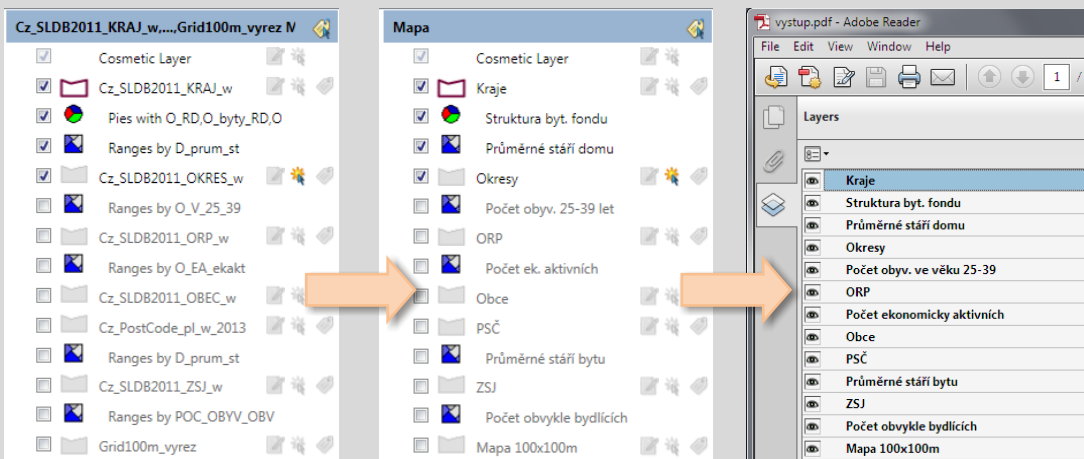 Cz_SLDB2011_KRAJ_w,...,Grid100m_vyrez M
Cosmetic Layer
Cz_SLDB2011_KRAJ_w
Pies with O_RD,O_byty_RD,O
Ranges by D_prum_st
Cz_SLDB2011_OKRES_w
Ranges by O_V_25_39
Cz_SLDB2011_ORP_w
Ranges by O_EA_ekakt
Cz_SLDB2011_OBEC_w
Cz_PostCode_pl_w_2013
Ranges by D_prum_st
Cz_SLDB2011_ZSJ_w
Ranges by POC_OBYV_OBV
Grid100m_vyrez
Mapa
Cosmetic Layer
Kraje
Struktura byt. fondu
Průměrné stáří domu
Okresy
Počet obyv. 25-39 let
ORP
Počet ek. aktivních
Obce
PSČ
Průměrné stáří bytu
ZSJ
Počet obvykle bydlících
Mapa 100x100m
vystup.pdf - Adobe Reader
File Edit View Window Help
1 /
Layers
Kraje
Struktura byt. fondu
Průměrné stáří domu
Okresy
Počet obyv. ve věku 25-39
ORP
Počet ekonomicky aktivních
Obce
PSČ
Průměrné stáří bytu
ZSJ
Počet obvykle bydlících
Mapa 100x100m